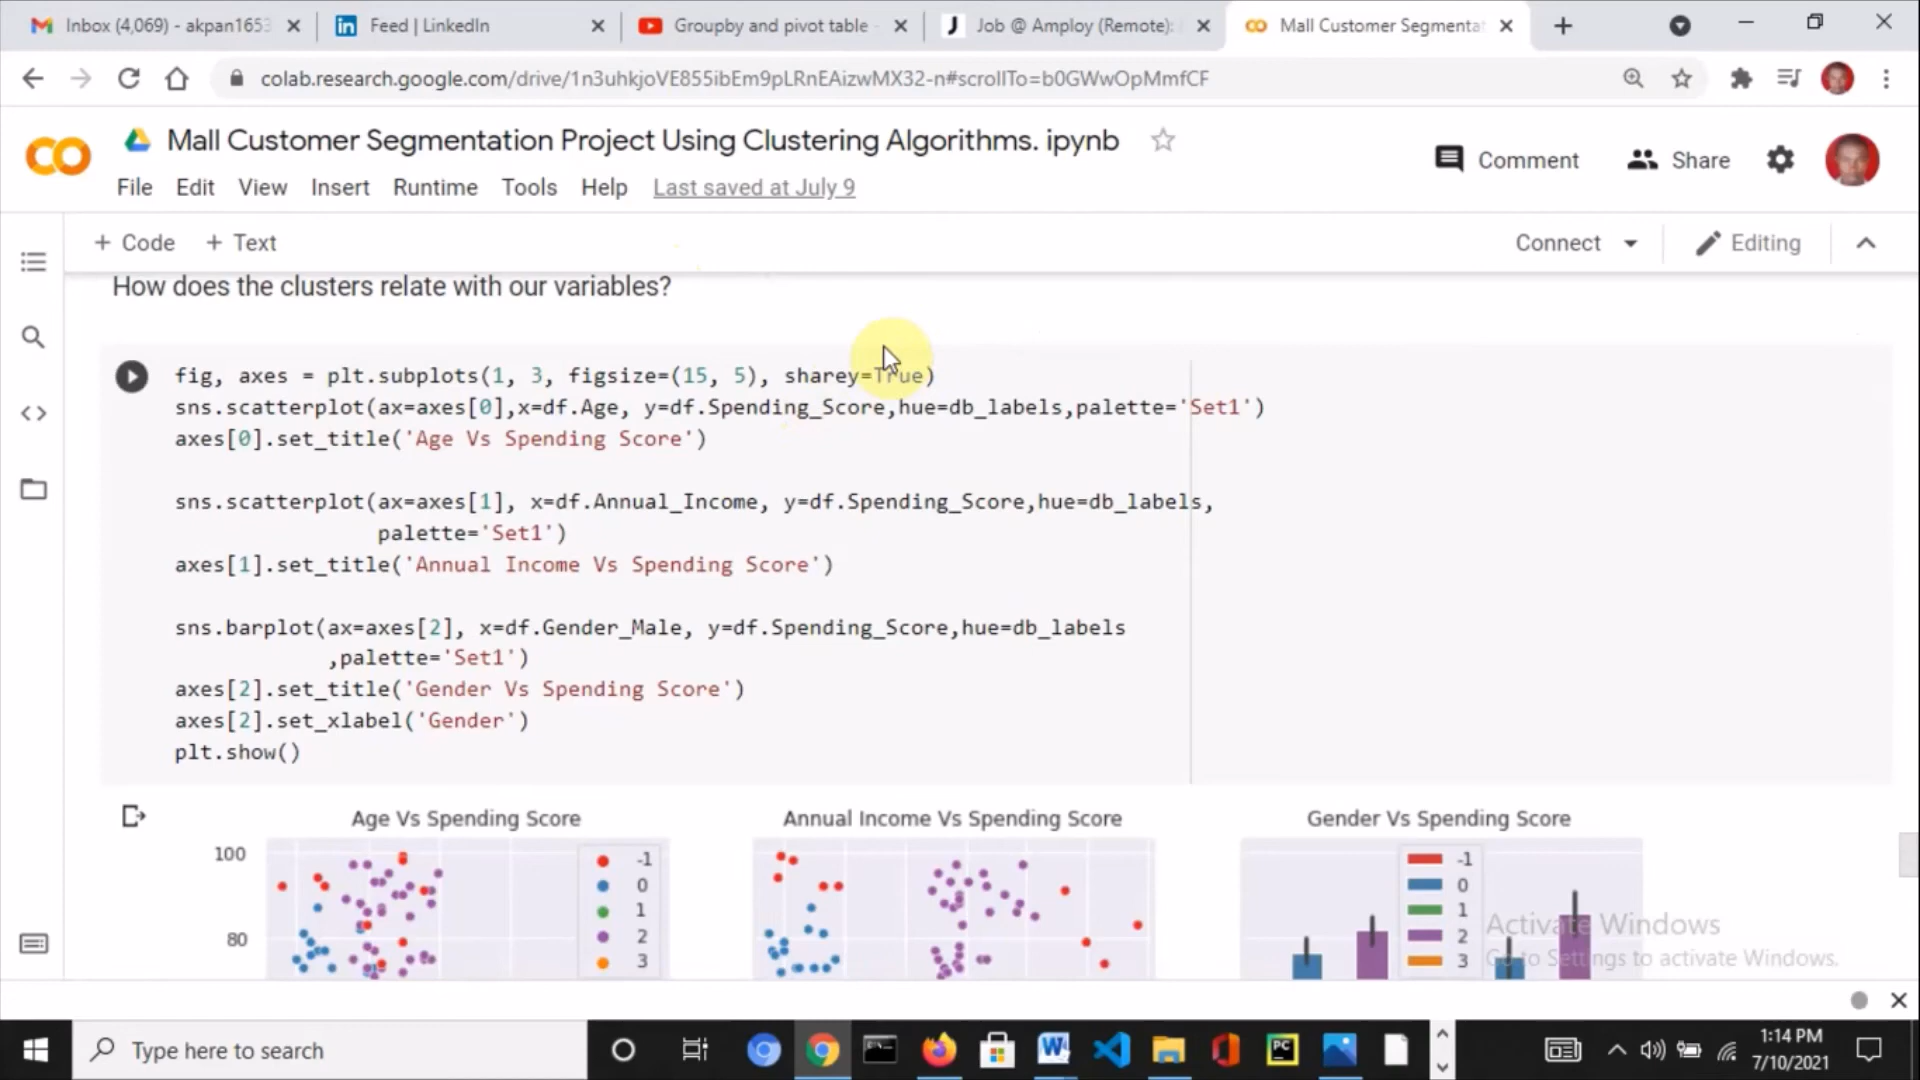 Inbox (4,069) - akpan1653
Feed | LinkedIn
Groupby and pivot table -
Job @ Amploy (Remote):
Mall Customer Segmentat
colab.research.google.com/drive/1n3uhkjoVE855ibEm9pLRnEAizwMX32-n#scrollTo=b0GWwOpMmfCF
Mall Customer Segmentation Project Using Clustering Algorithms. ipynb
Comment
Share
File Edit View Insert Runtime Tools Help Last saved at July 9
+ Code + Text
Connect
Editing
How does the clusters relate with our variables?
fig, axes = plt.subplots(1, 3, figsize=(15, 5), sharey=True)
sns.scatterplot(ax=axes[0],x=df.Age, y=df.Spending_Score,hue=db_labels,palette='Set1')
axes[0].set_title('Age Vs Spending Score')
sns.scatterplot(ax=axes[1], x=df.Annual_Income, y=df.Spending_Score,hue=db_labels,
palette='Set1')
axes[1].set_title('Annual Income Vs Spending Score')
sns.barplot(ax=axes[2], x=df.Gender_Male, y=df.Spending_Score,hue=db_labels
,palette='Set1')
axes[2].set_title('Gender Vs Spending Score')
axes[2].set_xlabel('Gender')
plt.show()
Age Vs Spending Score
100
80
-1
0
1
2
3
Annual Income Vs Spending Score
Gender Vs Spending Score
-1
0
1
2
3
Activate Windows
Go to Settings to activate Windows.
Type here to search
1:14 PM
7/10/2021